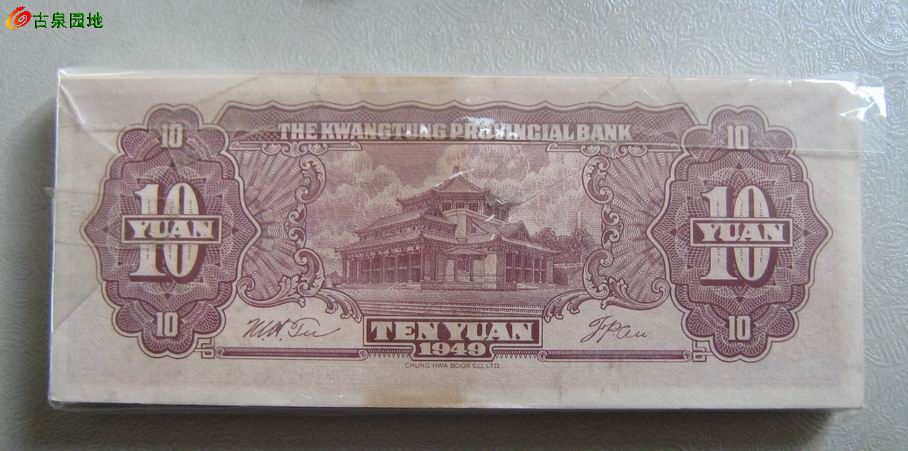 古泉园地
THE KWANGTUNG PROVINCIAL BANK
10 10
10 YUAN 10 YUAN
10 10
TEN YUAN
1949
CHUNG HWA BOOK CO., LTD.